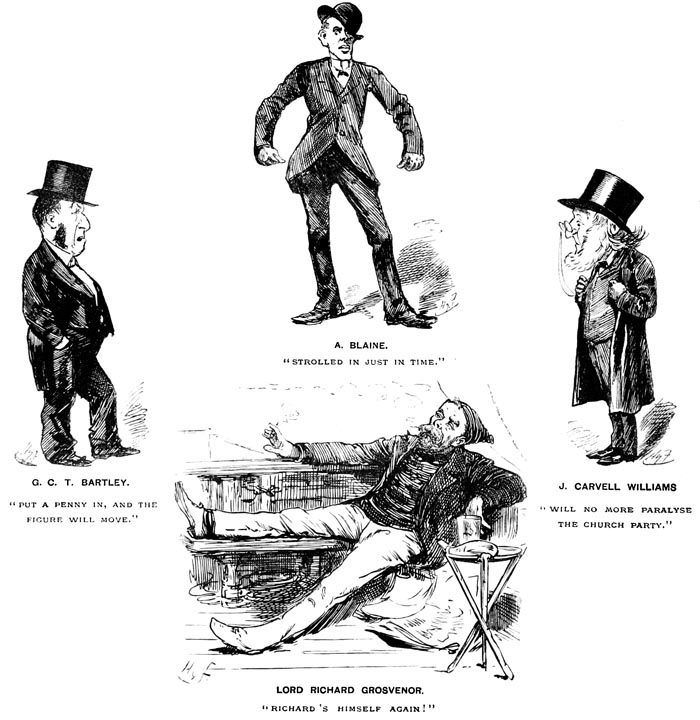 A. BLAINE.
"STROLLED IN JUST IN TIME."
G. C. T. BARTLEY.
"PUT A PENNY IN, AND THE
FIGURE WILL MOVE."
J. CARVELL WILLIAMS
"WILL NO MORE PARALYSE
THE CHURCH PARTY."
LORD RICHARD GROSVENOR.
"RICHARD'S HIMSELF AGAIN!"